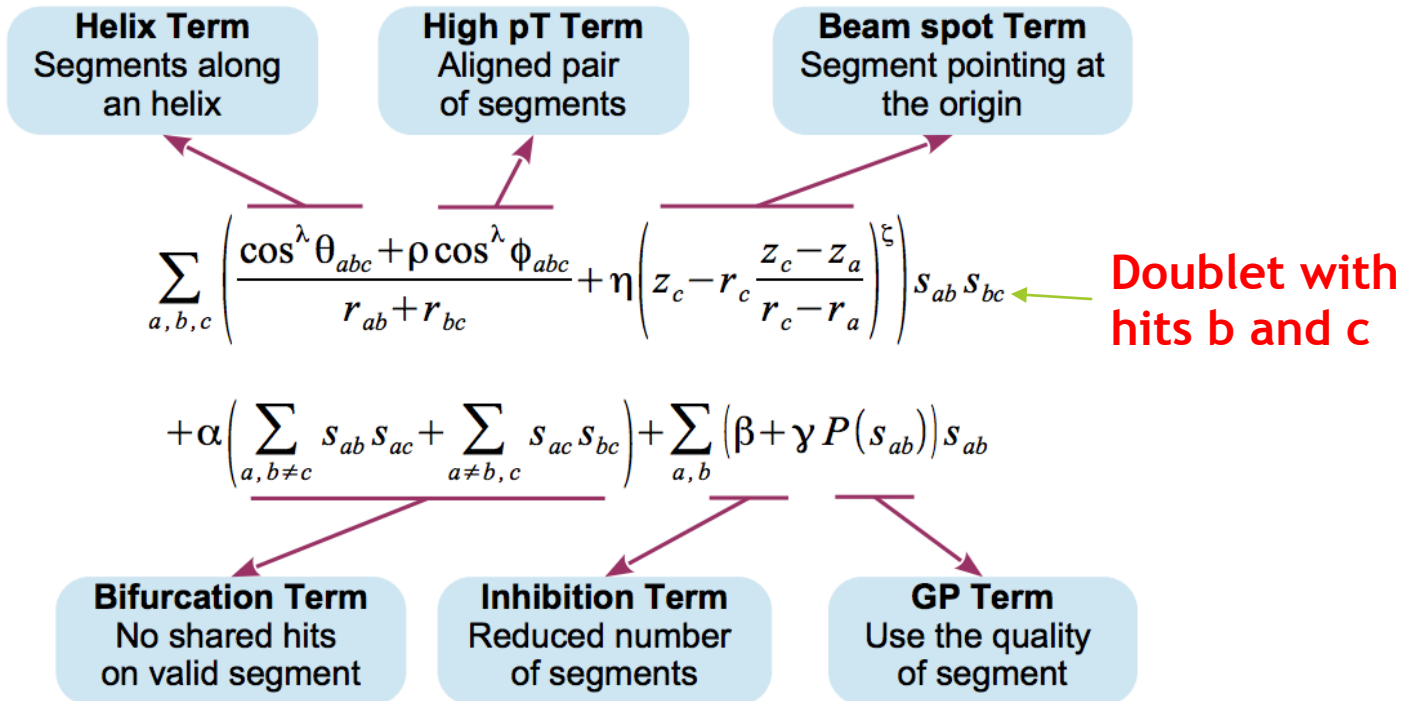 Helix Term
Segments along
an helix
High pT Term
Aligned pair
of segments
Beam spot Term
Segment pointing at
the origin
∑_{a,b,c} ( (cos^λ θ_{abc} + ρ cos^λ ϕ_{abc}) / (r_{ab} + r_{bc}) + η ( z_c − r_c (z_c − z_a) / (r_c − r_a) )^ζ ) s_{ab} s_{bc}
Doublet with
hits b and c
+α ( ∑_{a,b≠c} s_{ab} s_{ac} + ∑_{a≠b,c} s_{ac} s_{bc} ) + ∑_{a,b} (β + γ P(s_{ab})) s_{ab}
Bifurcation Term
No shared hits
on valid segment
Inhibition Term
Reduced number
of segments
GP Term
Use the quality
of segment